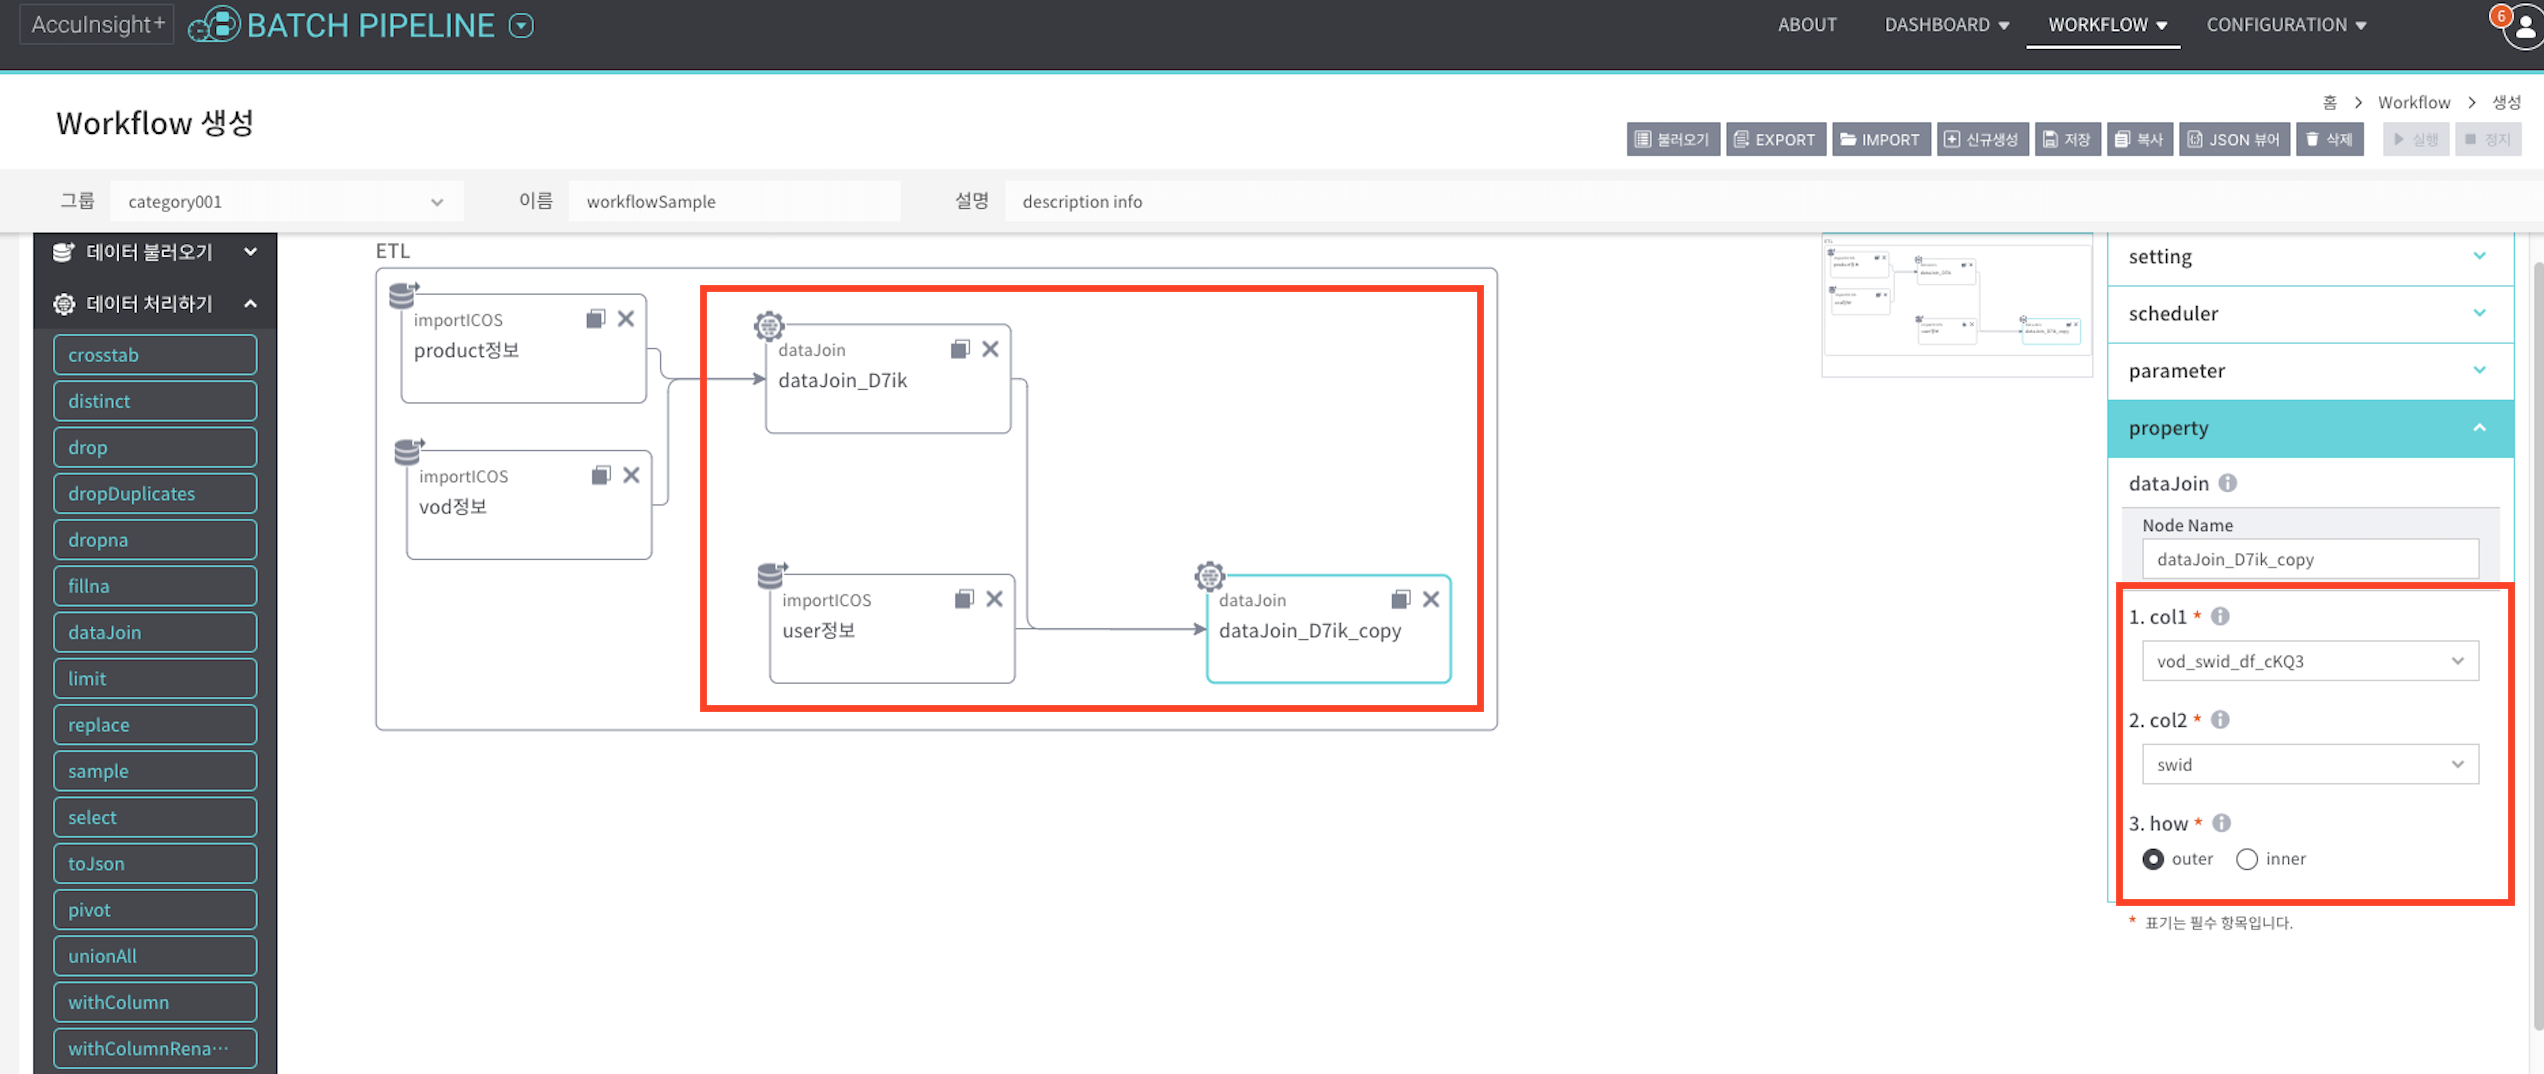 AccuInsight+
BATCH PIPELINE
ABOUT
DASHBOARD
WORKFLOW
CONFIGURATION
6
Workflow 생성
홈 > Workflow > 생성
불러오기
EXPORT
IMPORT
신규생성
저장
복사
JSON 뷰어
삭제
실행
정지
그룹
category001
이름
workflowSample
설명
description info
데이터 불러오기
데이터 처리하기
crosstab
distinct
drop
dropDuplicates
dropna
fillna
dataJoin
limit
replace
sample
select
toJson
pivot
unionAll
withColumn
withColumnRena···
ETL
importICOS
product정보
importICOS
vod정보
dataJoin
dataJoin_D7ik
importICOS
user정보
dataJoin
dataJoin_D7ik_copy
setting
scheduler
parameter
property
dataJoin
Node Name
dataJoin_D7ik_copy
1. col1 *
vod_swid_df_cKQ3
2. col2 *
swid
3. how *
outer
inner
* 표기는 필수 항목입니다.